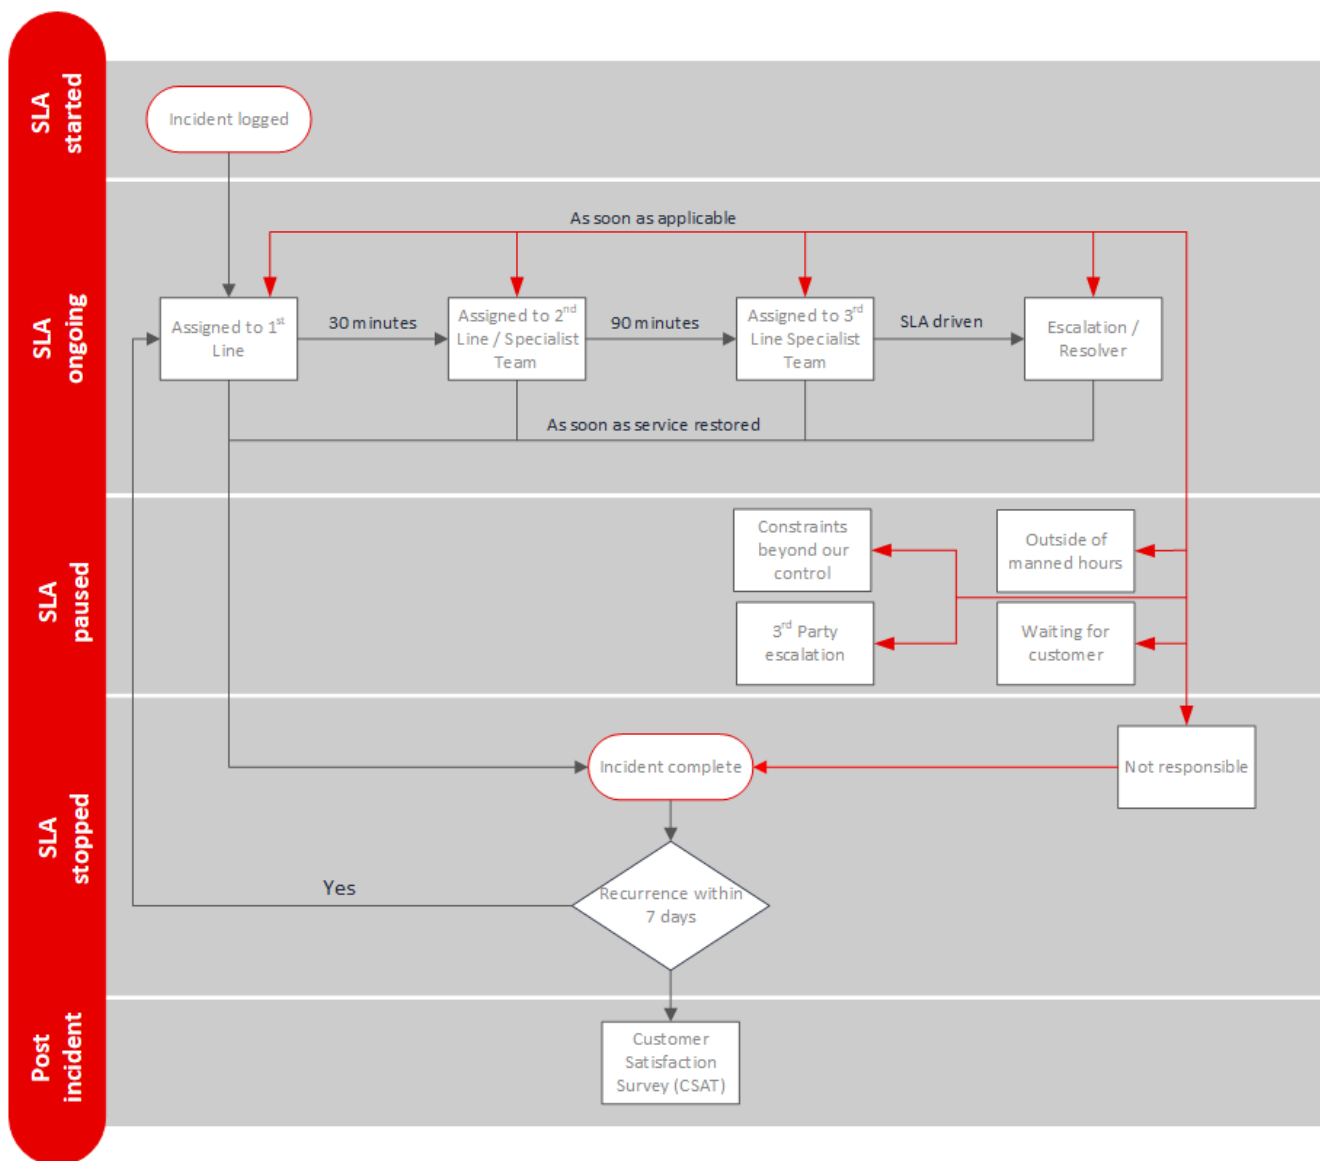 SLA
started
Incident logged
SLA
ongoing
As soon as applicable
Assigned to 1st
Line
30 minutes
Assigned to 2nd
Line / Specialist
Team
90 minutes
Assigned to 3rd
Line Specialist
Team
SLA driven
Escalation /
Resolver
As soon as service restored
SLA
paused
Constraints
beyond our
control
Outside of
manned hours
3rd Party
escalation
Waiting for
customer
SLA
stopped
Incident complete
Not responsible
Yes
Recurrence within
7 days
Post
incident
Customer
Satisfaction
Survey (CSAT)